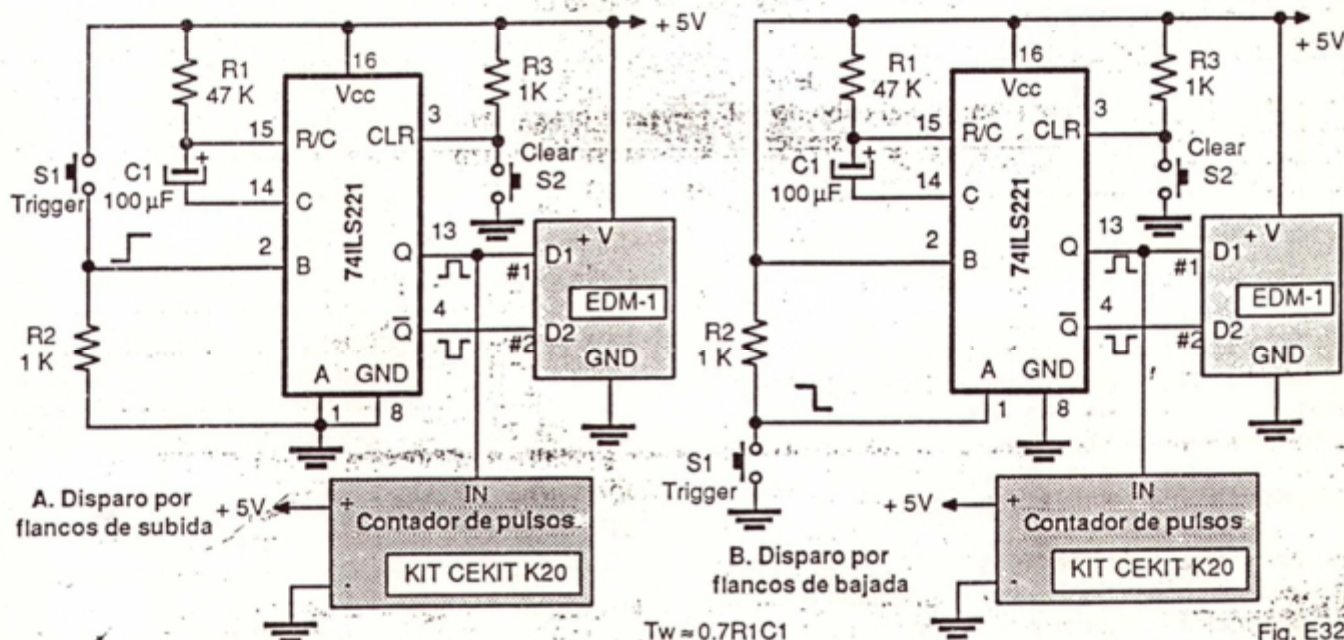 + 5V
R1
47 K
16
Vcc
R3
1K
3
15
R/C
CLR
S1
Trigger
C1
+
100 µF
14
C
74ILS221
Clear
S2
2
B
13
Q
#1
+ V
D1
EDM-1
4
Q̅
#2
D2
GND
R2
1 K
A
GND
1
8
A. Disparo por
flancos de subida
+ 5V
+
IN
Contador de pulsos
KIT CEKIT K20
-
+ 5V
R1
47 K
16
Vcc
R3
1K
3
15
R/C
CLR
C1
+
100 µF
14
C
74ILS221
Clear
S2
2
B
13
Q
#1
+ V
D1
EDM-1
4
Q̅
#2
D2
GND
R2
1 K
A
GND
1
8
S1
Trigger
B. Disparo por
flancos de bajada
+ 5V
+
IN
Contador de pulsos
KIT CEKIT K20
-
Tw ≈ 0.7R1C1
Fig. E32